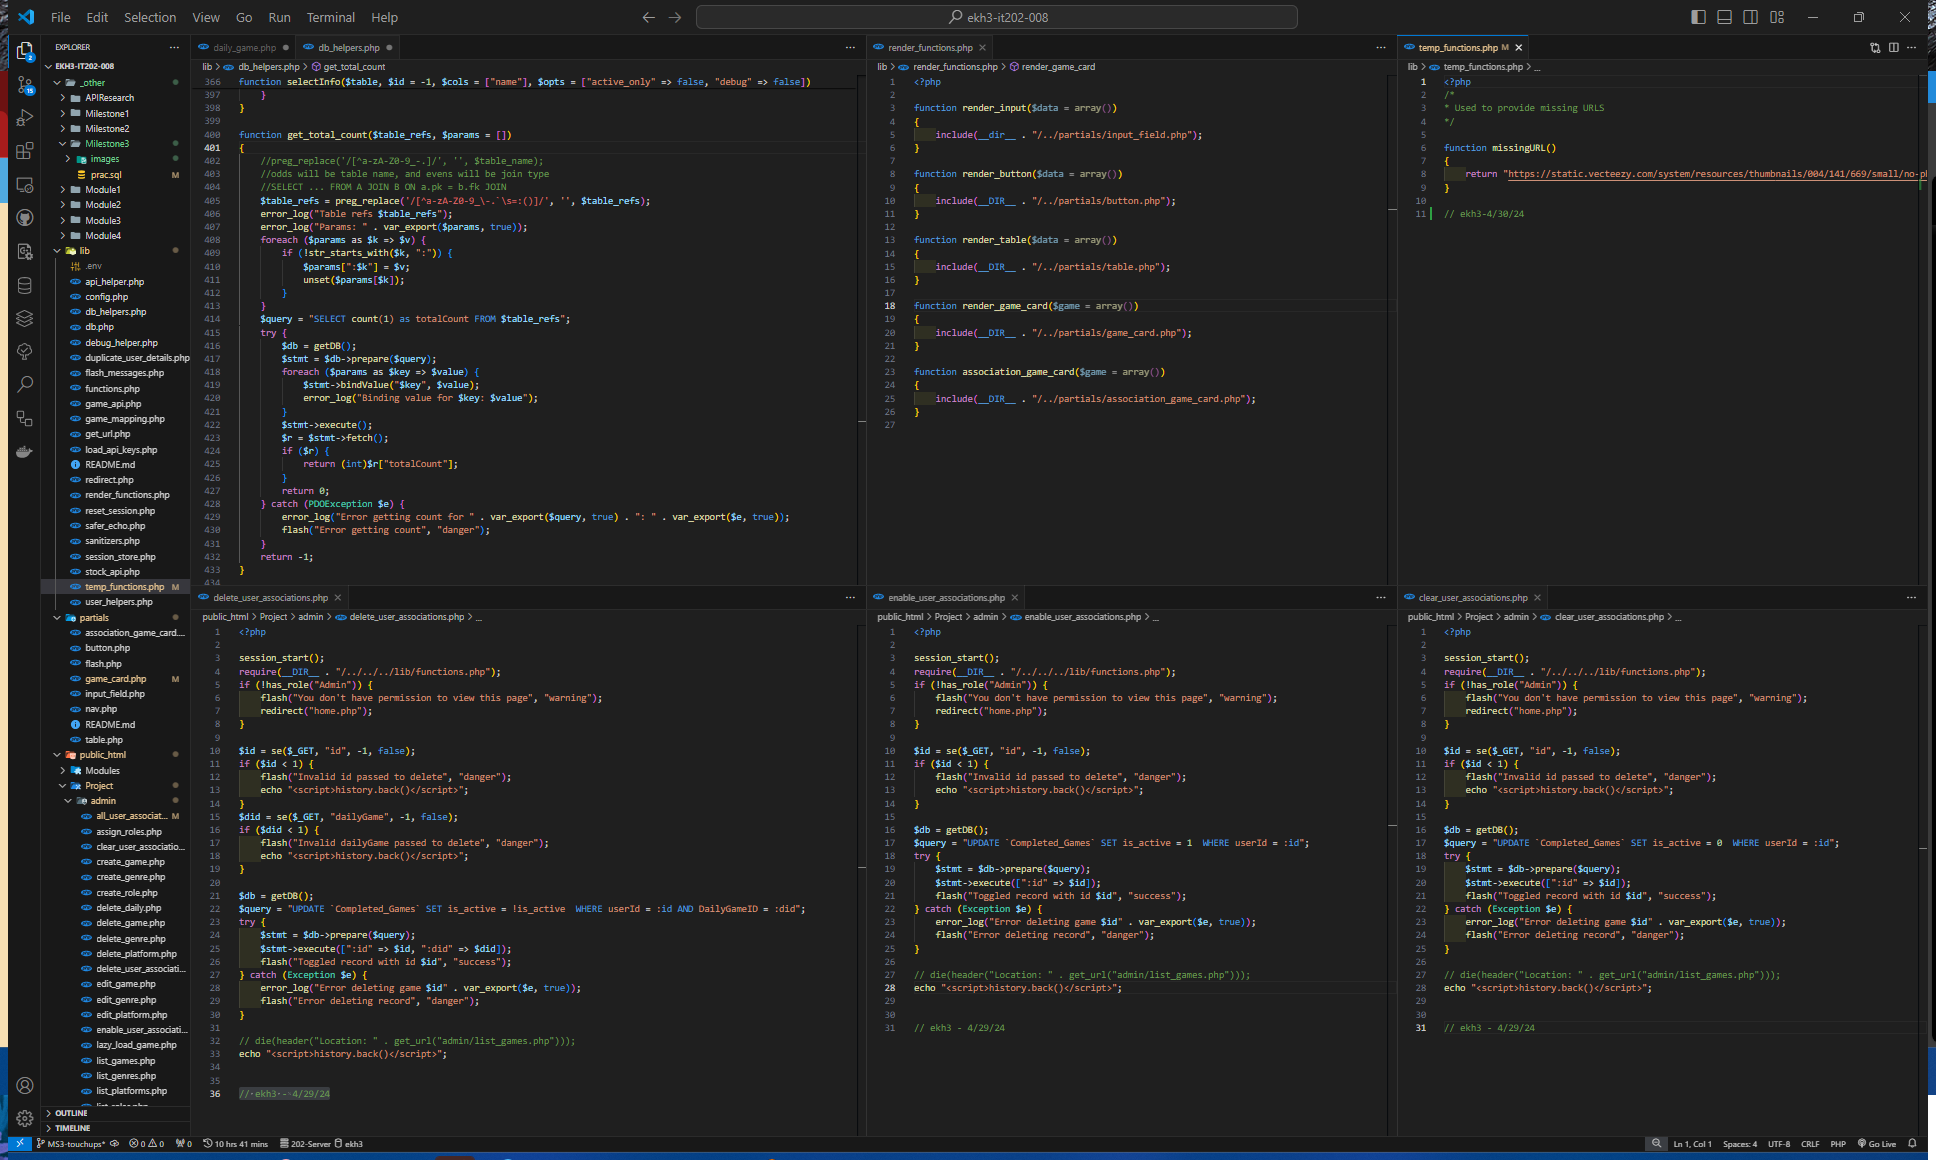 File Edit Selection View Go Run Terminal Help
ekh3-it202-008
EXPLORER
EKH3-IT202-008
_other
APIResearch
Milestone1
Milestone2
Milestone3
images
prac.sql M
Module1
Module2
Module3
Module4
lib
.env
api_helper.php
config.php
db_helpers.php
db.php
debug_helper.php
duplicate_user_details.php
flash_messages.php
functions.php
game_api.php
game_mapping.php
get_url.php
load_api_keys.php
README.md
redirect.php
render_functions.php
reset_session.php
safer_echo.php
sanitizers.php
session_store.php
stock_api.php
temp_functions.php M
user_helpers.php
partials
association_game_card....
button.php
flash.php
game_card.php M
input_field.php
nav.php
README.md
table.php
public_html
Modules
Project
admin
all_user_associat... M
assign_roles.php
clear_user_associatio...
create_game.php
create_genre.php
create_role.php
delete_daily.php
delete_game.php
delete_genre.php
delete_platform.php
delete_user_associati...
edit_game.php
edit_genre.php
edit_platform.php
enable_user_associati...
lazy_load_game.php
list_games.php
list_genres.php
list_platforms.php
OUTLINE
TIMELINE
daily_game.php db_helpers.php
lib > db_helpers.php > get_total_count
366 function selectInfo($table, $id = -1, $cols = ["name"], $opts = ["active_only" => false, "debug" => false])
397 }
398 }
399
400 function get_total_count($table_refs, $params = [])
401 {
402 //preg_replace('/[^a-zA-Z0-9_-.]/', '', $table_name);
403 //odds will be table name, and evens will be join type
404 //SELECT ... FROM A JOIN B ON a.pk = b.fk JOIN
405 $table_refs = preg_replace('/[^a-zA-Z0-9_\-.`\s=:()]/', '', $table_refs);
406 error_log("Table refs $table_refs");
407 error_log("Params: " . var_export($params, true));
408 foreach ($params as $k => $v) {
409 if (!str_starts_with($k, ":")) {
410 $params[":$k"] = $v;
411 unset($params[$k]);
412 }
413 }
414 $query = "SELECT count(1) as totalCount FROM $table_refs";
415 try {
416 $db = getDB();
417 $stmt = $db->prepare($query);
418 foreach ($params as $key => $value) {
419 $stmt->bindValue("$key", $value);
420 error_log("Binding value for $key: $value");
421 }
422 $stmt->execute();
423 $r = $stmt->fetch();
424 if ($r) {
425 return (int)$r["totalCount"];
426 }
427 return 0;
428 } catch (PDOException $e) {
429 error_log("Error getting count for " . var_export($query, true) . ": " . var_export($e, true));
430 flash("Error getting count", "danger");
431 }
432 return -1;
433 }
434
render_functions.php
lib > render_functions.php > render_game_card
1 <?php
2
3 function render_input($data = array())
4 {
5 include(__dir__ . "/../partials/input_field.php");
6 }
7
8 function render_button($data = array())
9 {
10 include(__DIR__ . "/../partials/button.php");
11 }
12
13 function render_table($data = array())
14 {
15 include(__DIR__ . "/../partials/table.php");
16 }
17
18 function render_game_card($game = array())
19 {
20 include(__DIR__ . "/../partials/game_card.php");
21 }
22
23 function association_game_card($game = array())
24 {
25 include(__DIR__ . "/../partials/association_game_card.php");
26 }
27
temp_functions.php M
lib > temp_functions.php > ...
1 <?php
2 /*
3 * Used to provide missing URLS
4 */
5
6 function missingURL()
7 {
8 return "https://static.vecteezy.com/system/resources/thumbnails/004/141/669/small/no-p
9 }
10
11 // ekh3-4/30/24
delete_user_associations.php
public_html > Project > admin > delete_user_associations.php > ...
1 <?php
2
3 session_start();
4 require(__DIR__ . "/../../../lib/functions.php");
5 if (!has_role("Admin")) {
6 flash("You don't have permission to view this page", "warning");
7 redirect("home.php");
8 }
9
10 $id = se($_GET, "id", -1, false);
11 if ($id < 1) {
12 flash("Invalid id passed to delete", "danger");
13 echo "<script>history.back()</script>";
14 }
15 $did = se($_GET, "dailyGame", -1, false);
16 if ($did < 1) {
17 flash("Invalid dailyGame passed to delete", "danger");
18 echo "<script>history.back()</script>";
19 }
20
21 $db = getDB();
22 $query = "UPDATE `Completed_Games` SET is_active = !is_active  WHERE userId = :id AND DailyGameID = :did";
23 try {
24 $stmt = $db->prepare($query);
25 $stmt->execute([":id" => $id, ":did" => $did]);
26 flash("Toggled record with id $id", "success");
27 } catch (Exception $e) {
28 error_log("Error deleting game $id" . var_export($e, true));
29 flash("Error deleting record", "danger");
30 }
31
32 // die(header("Location: " . get_url("admin/list_games.php")));
33 echo "<script>history.back()</script>";
34
35
36 // ekh3 - 4/29/24
enable_user_associations.php
public_html > Project > admin > enable_user_associations.php > ...
1 <?php
2
3 session_start();
4 require(__DIR__ . "/../../../lib/functions.php");
5 if (!has_role("Admin")) {
6 flash("You don't have permission to view this page", "warning");
7 redirect("home.php");
8 }
9
10 $id = se($_GET, "id", -1, false);
11 if ($id < 1) {
12 flash("Invalid id passed to delete", "danger");
13 echo "<script>history.back()</script>";
14 }
15
16 $db = getDB();
17 $query = "UPDATE `Completed_Games` SET is_active = 1  WHERE userId = :id";
18 try {
19 $stmt = $db->prepare($query);
20 $stmt->execute([":id" => $id]);
21 flash("Toggled record with id $id", "success");
22 } catch (Exception $e) {
23 error_log("Error deleting game $id" . var_export($e, true));
24 flash("Error deleting record", "danger");
25 }
26
27 // die(header("Location: " . get_url("admin/list_games.php")));
28 echo "<script>history.back()</script>";
29
30
31 // ekh3 - 4/29/24
clear_user_associations.php
public_html > Project > admin > clear_user_associations.php > ...
1 <?php
2
3 session_start();
4 require(__DIR__ . "/../../../lib/functions.php");
5 if (!has_role("Admin")) {
6 flash("You don't have permission to view this page", "warning");
7 redirect("home.php");
8 }
9
10 $id = se($_GET, "id", -1, false);
11 if ($id < 1) {
12 flash("Invalid id passed to delete", "danger");
13 echo "<script>history.back()</script>";
14 }
15
16 $db = getDB();
17 $query = "UPDATE `Completed_Games` SET is_active = 0  WHERE userId = :id";
18 try {
19 $stmt = $db->prepare($query);
20 $stmt->execute([":id" => $id]);
21 flash("Toggled record with id $id", "success");
22 } catch (Exception $e) {
23 error_log("Error deleting game $id" . var_export($e, true));
24 flash("Error deleting record", "danger");
25 }
26
27 // die(header("Location: " . get_url("admin/list_games.php")));
28 echo "<script>history.back()</script>";
29
30
31 // ekh3 - 4/29/24
MS3-touchups* 0 0 0 10 hrs 41 mins 202-Server ekh3 Ln 1, Col 1 Spaces: 4 UTF-8 CRLF PHP Go Live